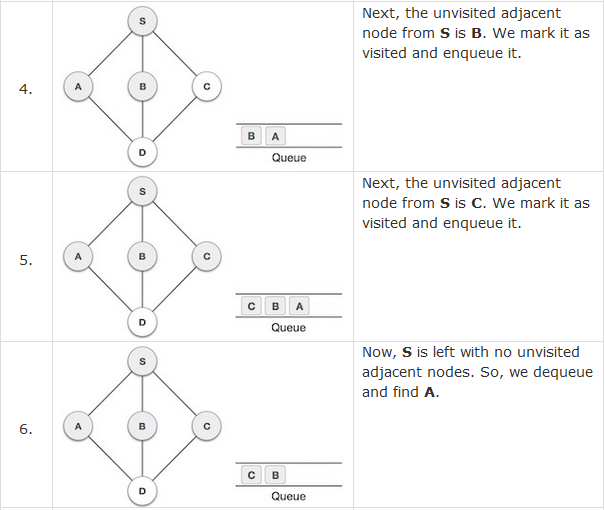 4.
S
A
B
C
D
B A
Queue
Next, the unvisited adjacent
node from S is B. We mark it as
visited and enqueue it.
5.
S
A
B
C
D
C B A
Queue
Next, the unvisited adjacent
node from S is C. We mark it as
visited and enqueue it.
6.
S
A
B
C
D
C B
Queue
Now, S is left with no unvisited
adjacent nodes. So, we dequeue
and find A.